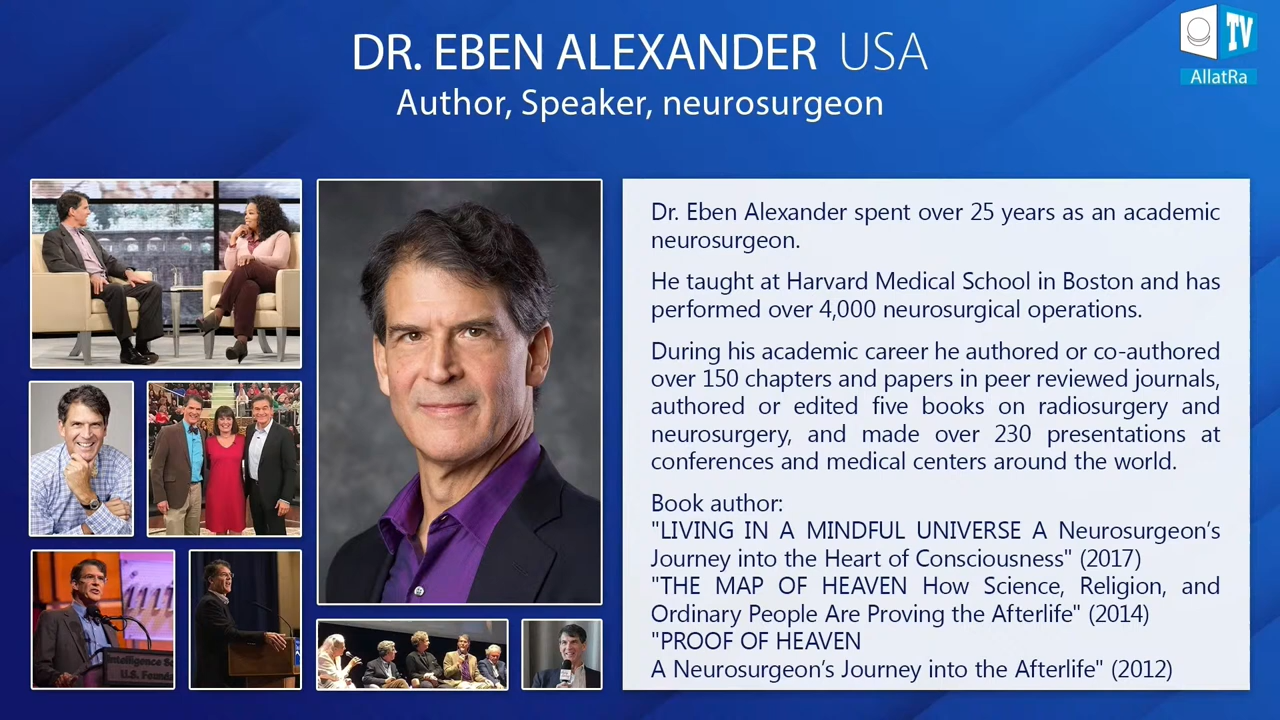 DR. EBEN ALEXANDER USA
Author, Speaker, neurosurgeon
TV
AllatRa
Dr. Eben Alexander spent over 25 years as an academic
neurosurgeon.
He taught at Harvard Medical School in Boston and has
performed over 4,000 neurosurgical operations.
During his academic career he authored or co-authored
over 150 chapters and papers in peer reviewed journals,
authored or edited five books on radiosurgery and
neurosurgery, and made over 230 presentations at
conferences and medical centers around the world.
Book author:
"LIVING IN A MINDFUL UNIVERSE A Neurosurgeon's
Journey into the Heart of Consciousness" (2017)
"THE MAP OF HEAVEN How Science, Religion, and
Ordinary People Are Proving the Afterlife" (2014)
"PROOF OF HEAVEN
A Neurosurgeon's Journey into the Afterlife" (2012)
Intelligence
U.S.